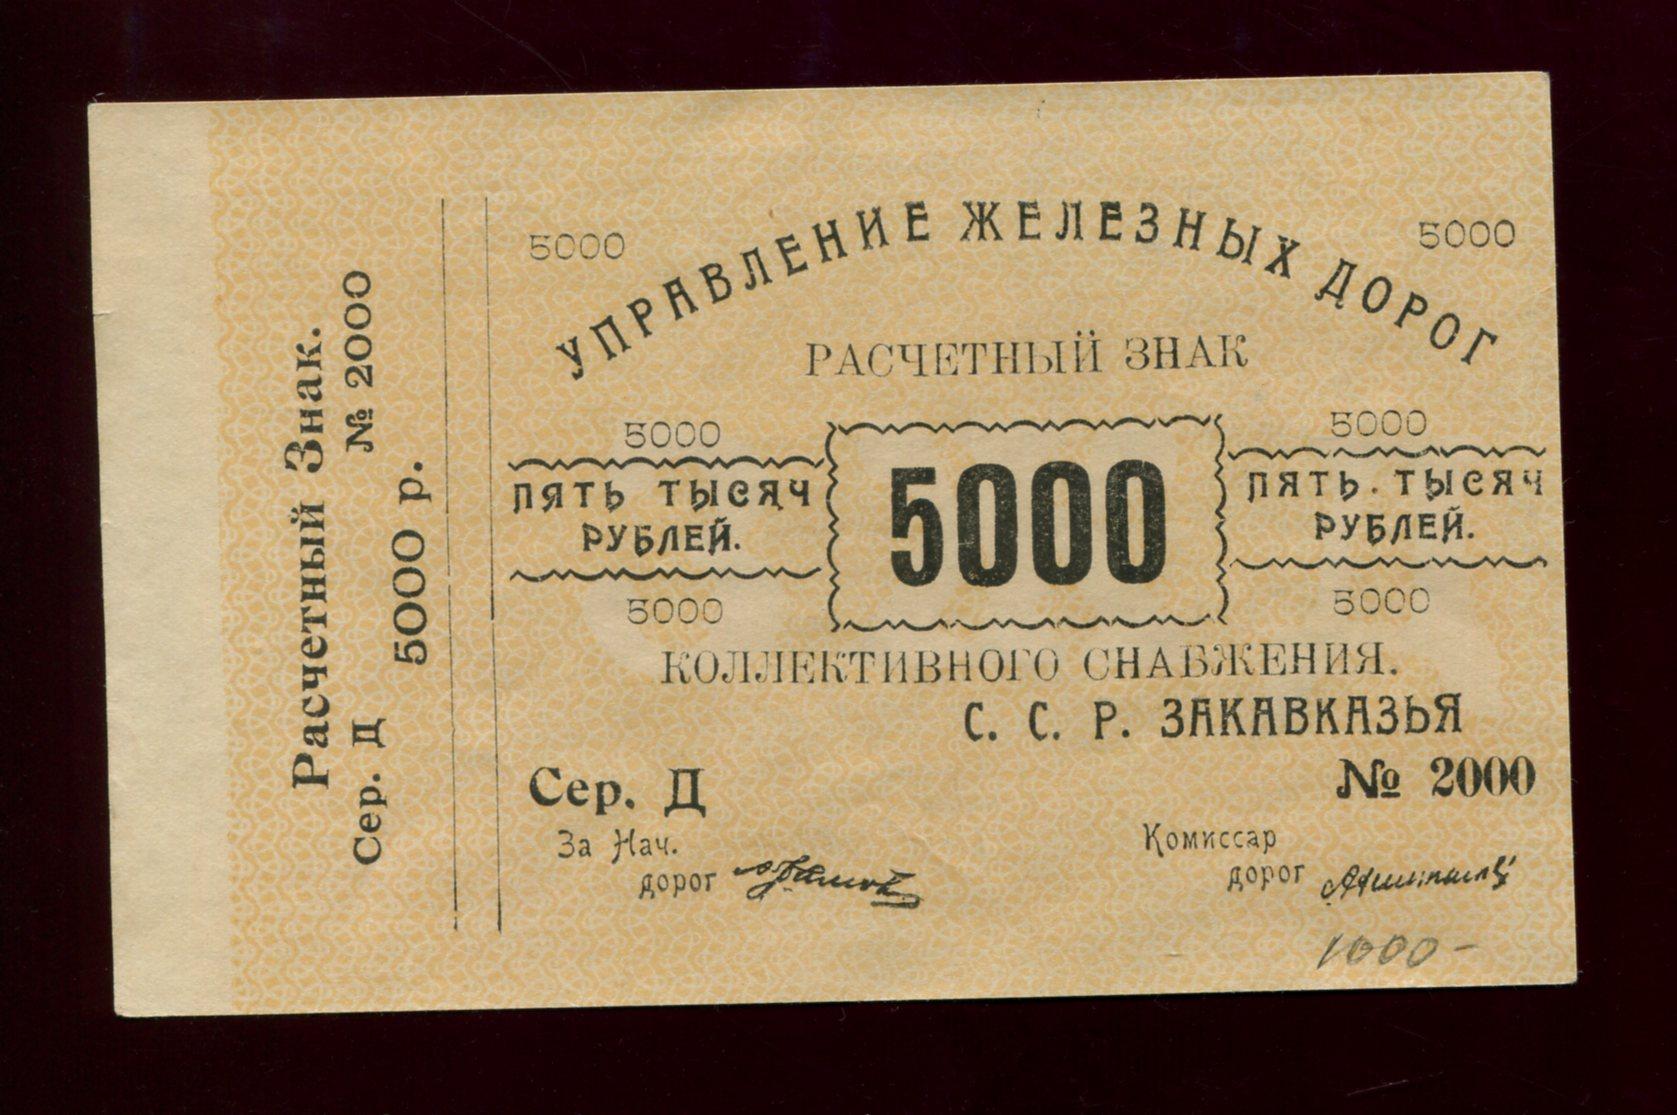 Расчетный Знак.
Сер. Д № 2000
5000 р.
УПРАВЛЕНИЕ ЖЕЛЕЗНЫХ ДОРОГ
5000 5000
РАСЧЕТНЫЙ ЗНАК
5000 5000
ПЯТЬ ТЫСЯЧ
РУБЛЕЙ.
5000
ПЯТЬ. ТЫСЯЧ
РУБЛЕЙ.
5000 5000
КОЛЛЕКТИВНОГО СНАБЖЕНИЯ.
С. С. Р. ЗАКАВКАЗЬЯ
Сер. Д № 2000
За Нач.
дорог
Комиссар
дорог
1000-